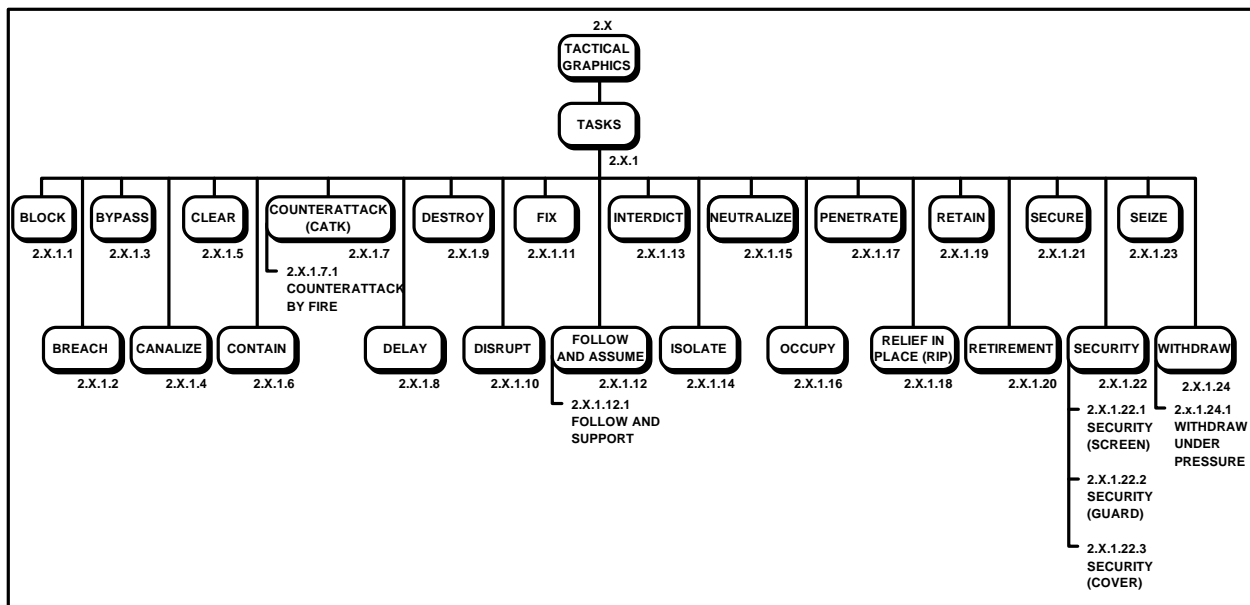 2.X
TACTICAL
GRAPHICS
TASKS
2.X.1
BLOCK
2.X.1.1
BYPASS
2.X.1.3
CLEAR
2.X.1.5
COUNTERATTACK
(CATK)
2.X.1.7
2.X.1.7.1
COUNTERATTACK
BY FIRE
DESTROY
2.X.1.9
FIX
2.X.1.11
INTERDICT
2.X.1.13
NEUTRALIZE
2.X.1.15
PENETRATE
2.X.1.17
RETAIN
2.X.1.19
SECURE
2.X.1.21
SEIZE
2.X.1.23
BREACH
2.X.1.2
CANALIZE
2.X.1.4
CONTAIN
2.X.1.6
DELAY
2.X.1.8
DISRUPT
2.X.1.10
FOLLOW
AND ASSUME
2.X.1.12
2.X.1.12.1
FOLLOW AND
SUPPORT
ISOLATE
2.X.1.14
OCCUPY
2.X.1.16
RELIEF IN
PLACE (RIP)
2.X.1.18
RETIREMENT
2.X.1.20
SECURITY
2.X.1.22
2.X.1.22.1
SECURITY
(SCREEN)
2.X.1.22.2
SECURITY
(GUARD)
2.X.1.22.3
SECURITY
(COVER)
WITHDRAW
2.X.1.24
2.x.1.24.1
WITHDRAW
UNDER
PRESSURE